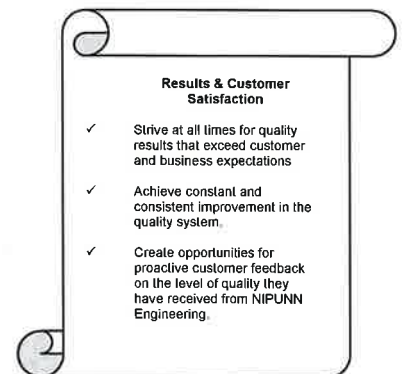 Results & Customer
Satisfaction
✓ Strive at all times for quality
results that exceed customer
and business expectations
✓ Achieve constant and
consistent improvement in the
quality system.
✓ Create opportunities for
proactive customer feedback
on the level of quality they
have received from NIPUNN
Engineering.